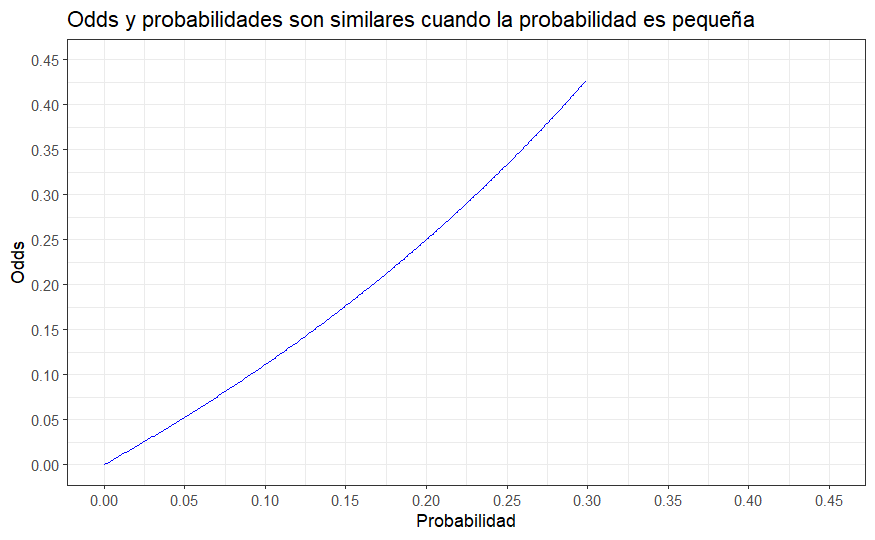 Odds y probabilidades son similares cuando la probabilidad es pequeña
0.45
0.40
0.35
0.30
0.25
0.20
0.15
0.10
0.05
0.00
Odds
0.00 0.05 0.10 0.15 0.20 0.25 0.30 0.35 0.40 0.45
Probabilidad